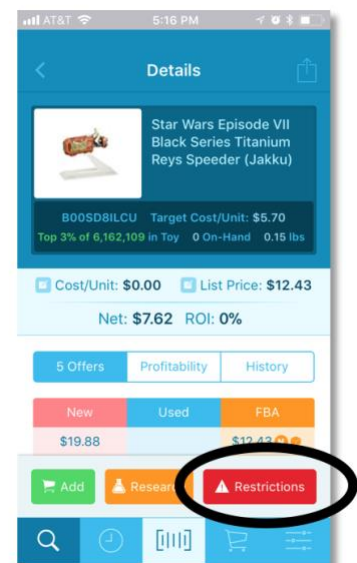 AT&T 5:16 PM
Details
Star Wars Episode VII
Black Series Titanium
Reys Speeder (Jakku)
B00SD8ILCU Target Cost/Unit: $5.70
Top 3% of 6,162,109 in Toy 0 On-Hand 0.15 lbs
Cost/Unit: $0.00 List Price: $12.43
Net: $7.62 ROI: 0%
5 Offers Profitability History
New Used FBA
$19.88 $12.43
Add Research Restrictions